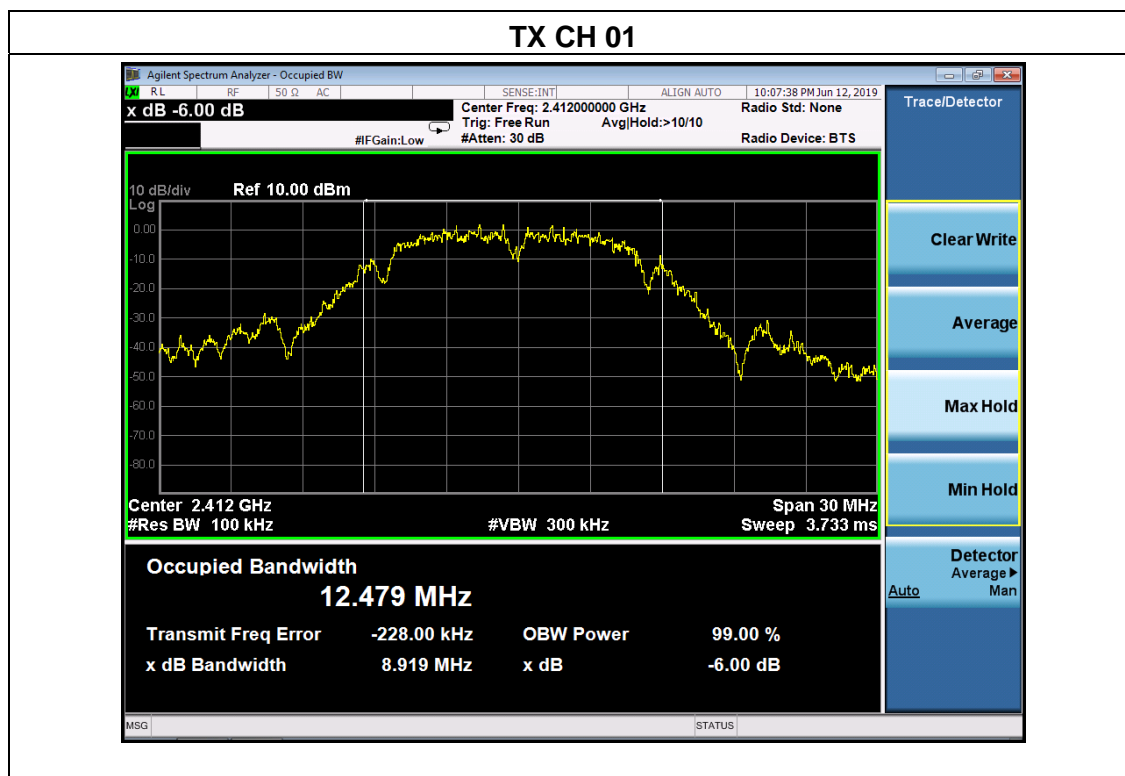 TX CH 01
Agilent Spectrum Analyzer - Occupied BW
LXI RL RF 50 Ω AC SENSE:INT ALIGN AUTO 10:07:38 PM Jun 12, 2019
x dB -6.00 dB
Center Freq: 2.412000000 GHz Radio Std: None
Trig: Free Run Avg|Hold:>10/10
#IFGain:Low #Atten: 30 dB Radio Device: BTS
Trace/Detector
10 dB/div Ref 10.00 dBm
Log
0.00
-10.0
-20.0
-30.0
-40.0
-50.0
-60.0
-70.0
-80.0
Center 2.412 GHz Span 30 MHz
#Res BW 100 kHz #VBW 300 kHz Sweep 3.733 ms
Clear Write
Average
Max Hold
Min Hold
Detector
Average▶
Auto Man
Occupied Bandwidth
12.479 MHz
Transmit Freq Error -228.00 kHz OBW Power 99.00 %
x dB Bandwidth 8.919 MHz x dB -6.00 dB
MSG STATUS